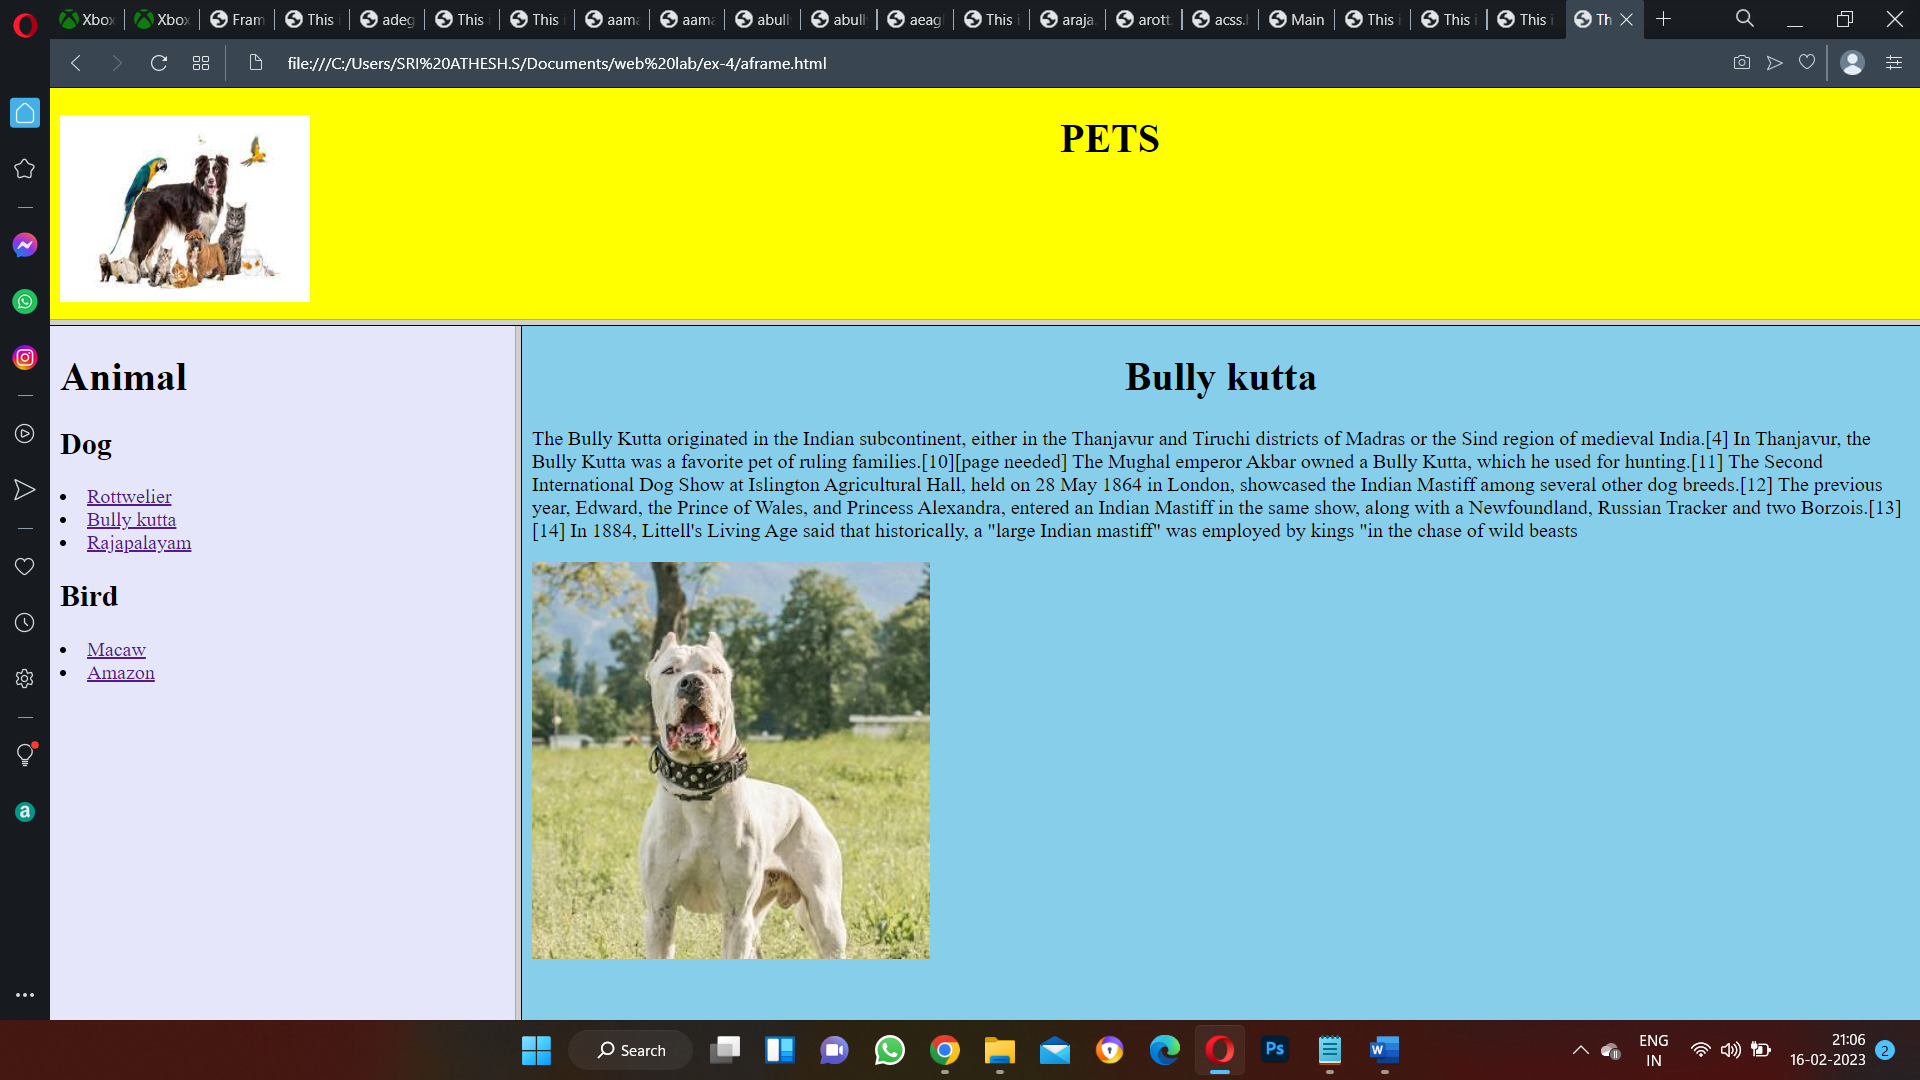 Xbox
Xbox
Fram
This i
adeg
This i
This i
aama
aama
abully
abully
aeagl
This i
araja.
arott.
acss.h
Main
This i
This i
This i
Th
file:///C:/Users/SRI%20ATHESH.S/Documents/web%20lab/ex-4/aframe.html
PETS
Animal
Dog
Rottwelier
Bully kutta
Rajapalayam
Bird
Macaw
Amazon
Bully kutta
The Bully Kutta originated in the Indian subcontinent, either in the Thanjavur and Tiruchi districts of Madras or the Sind region of medieval India.[4] In Thanjavur, the
Bully Kutta was a favorite pet of ruling families.[10][page needed] The Mughal emperor Akbar owned a Bully Kutta, which he used for hunting.[11] The Second
International Dog Show at Islington Agricultural Hall, held on 28 May 1864 in London, showcased the Indian Mastiff among several other dog breeds.[12] The previous
year, Edward, the Prince of Wales, and Princess Alexandra, entered an Indian Mastiff in the same show, along with a Newfoundland, Russian Tracker and two Borzois.[13]
[14] In 1884, Littell's Living Age said that historically, a "large Indian mastiff" was employed by kings "in the chase of wild beasts
a
Search
Ps
W
ENG
IN
21:06
16-02-2023
2